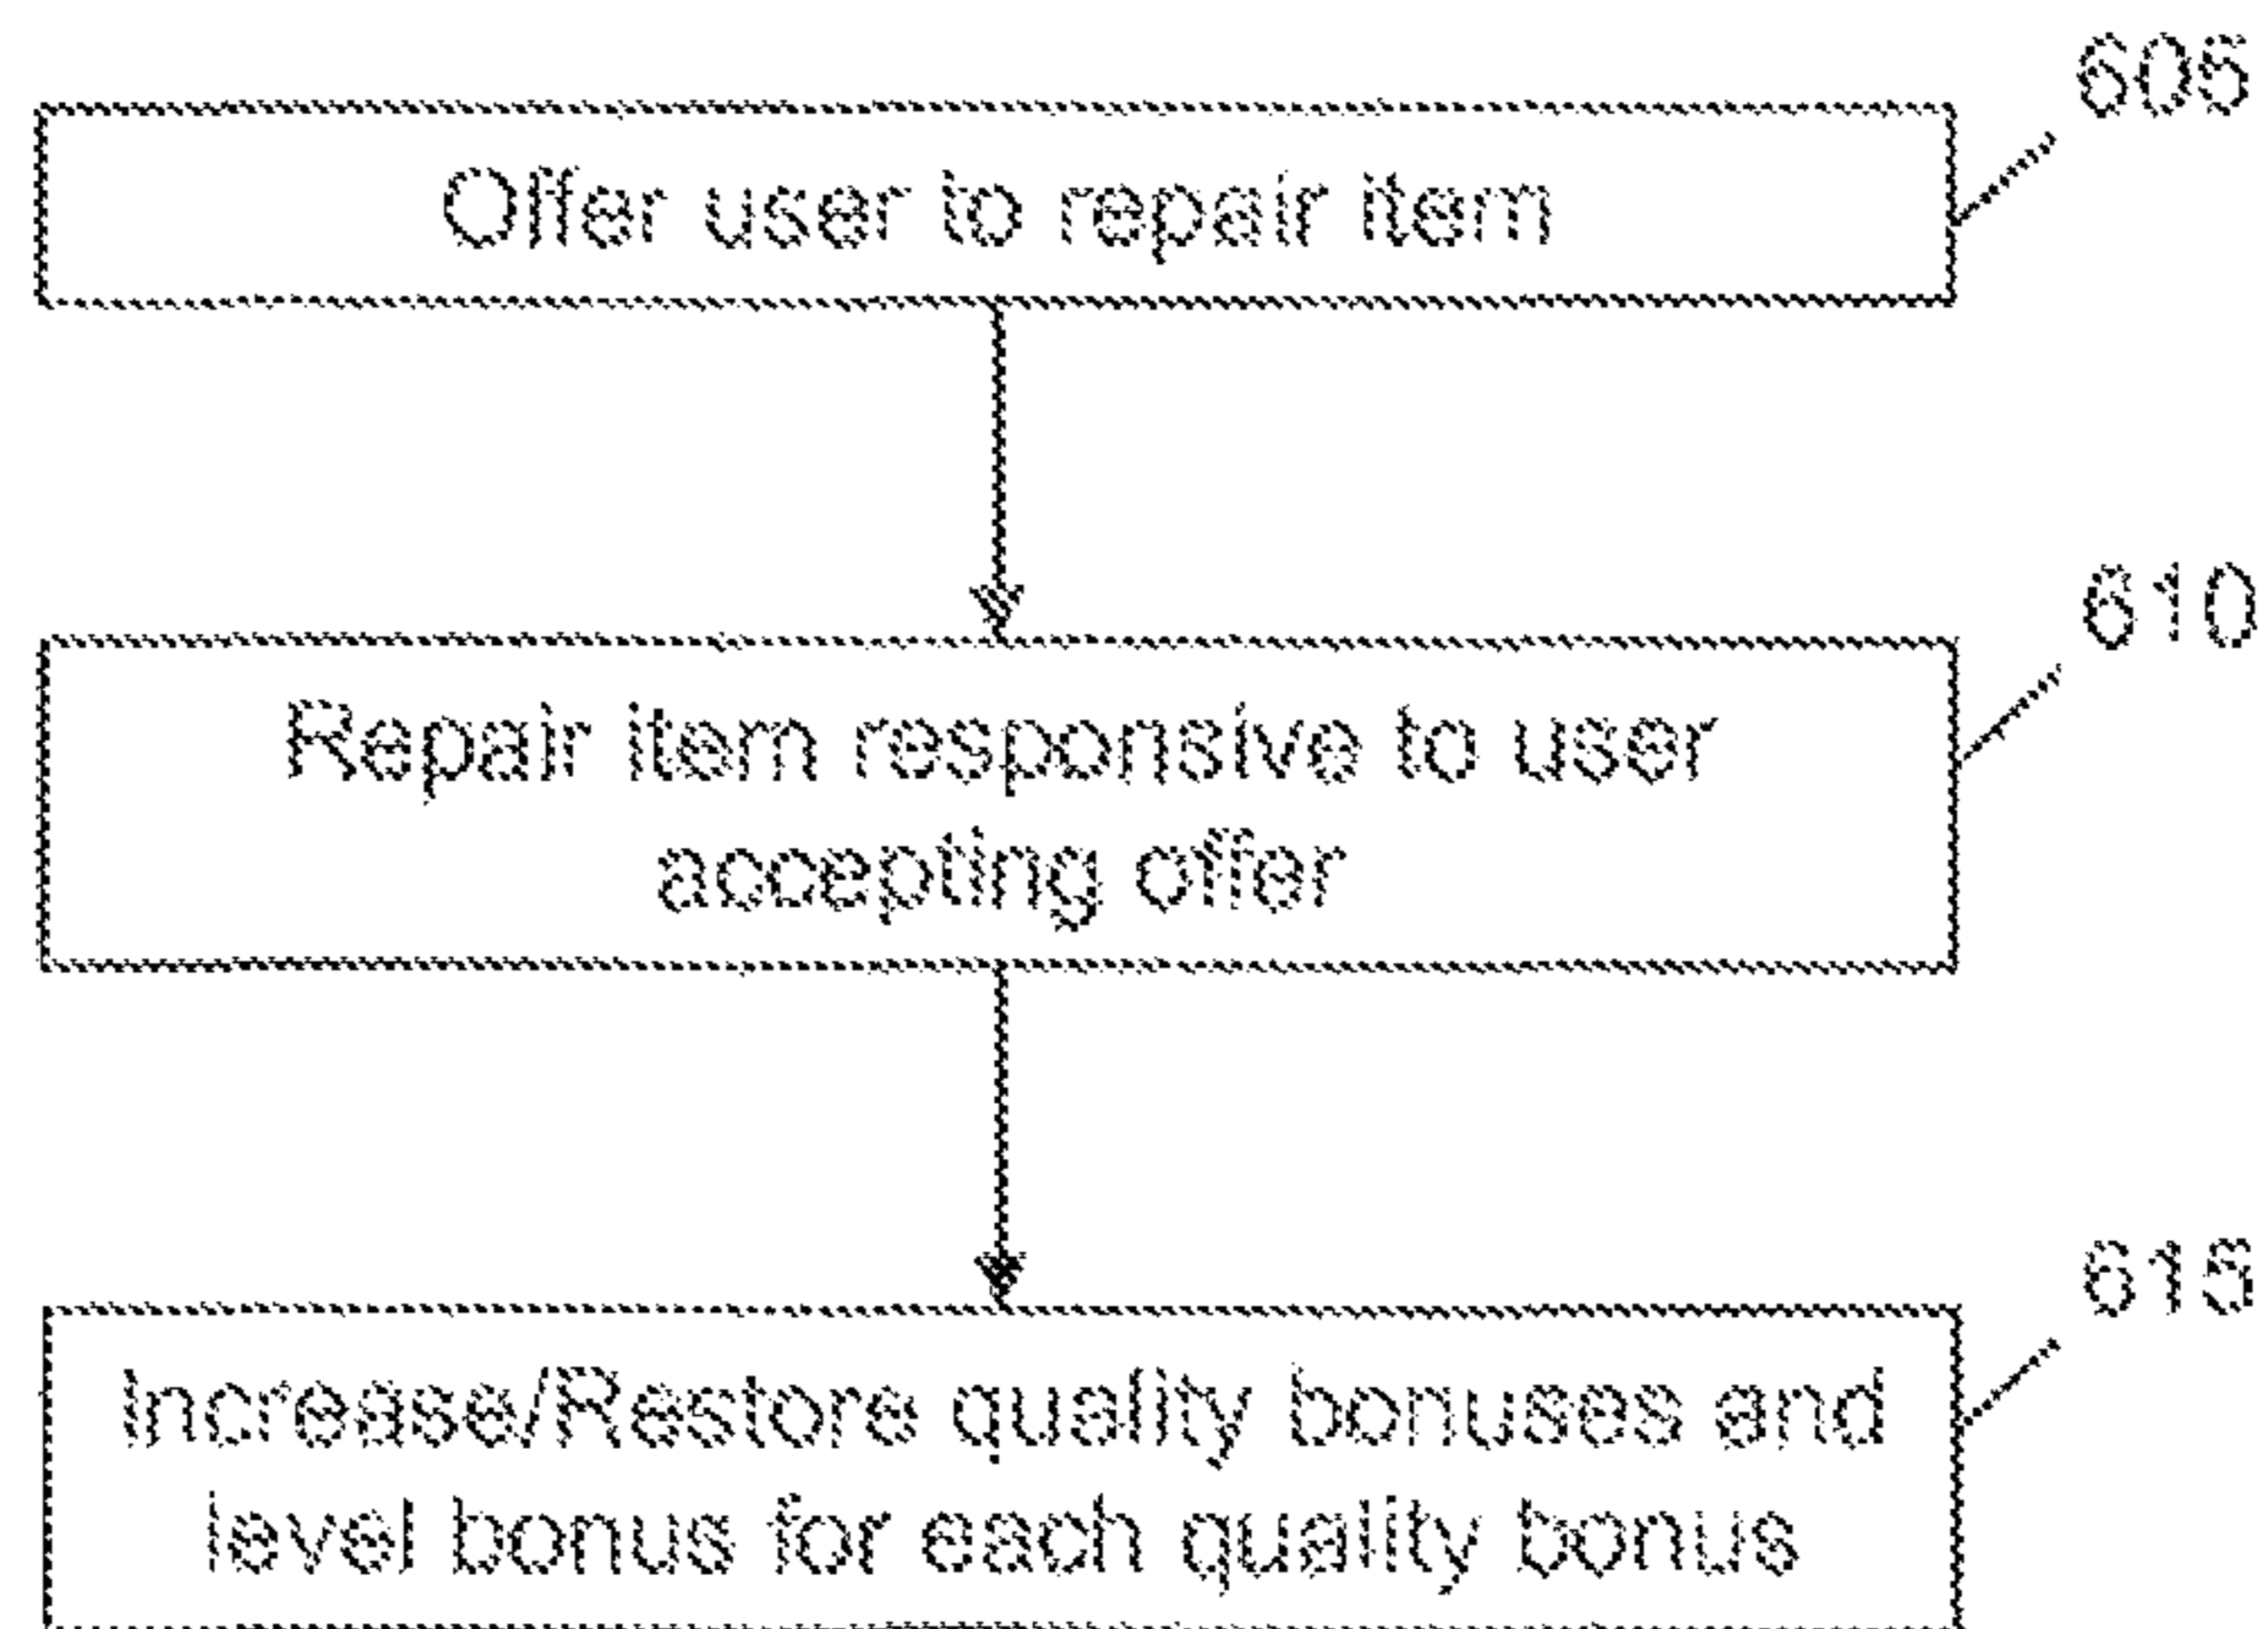 605
Offer user to repair item
610
Repair item responsive to user
accepting offer
615
Increase/Restore quality bonuses and
level bonus for each quality bonus